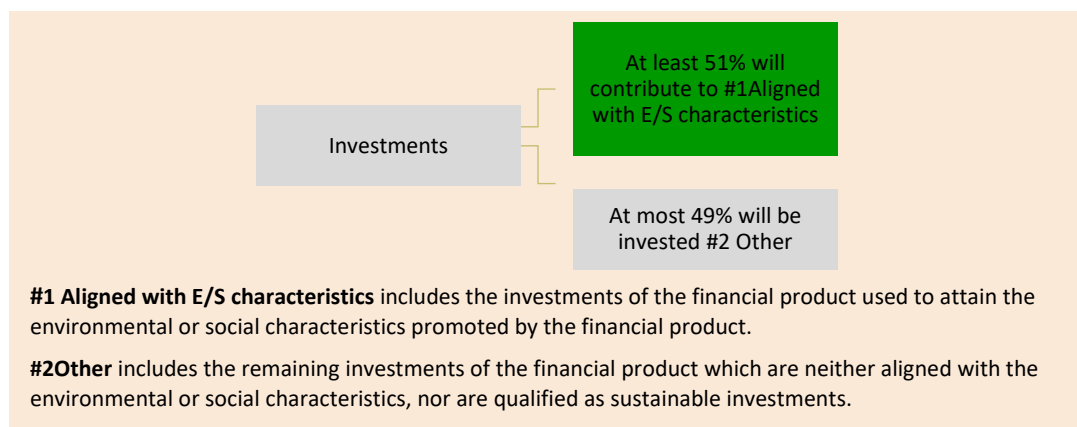 At least 51% will
contribute to #1Aligned
with E/S characteristics
Investments
At most 49% will be
invested #2 Other
#1 Aligned with E/S characteristics includes the investments of the financial product used to attain the
environmental or social characteristics promoted by the financial product.
#2Other includes the remaining investments of the financial product which are neither aligned with the
environmental or social characteristics, nor are qualified as sustainable investments.